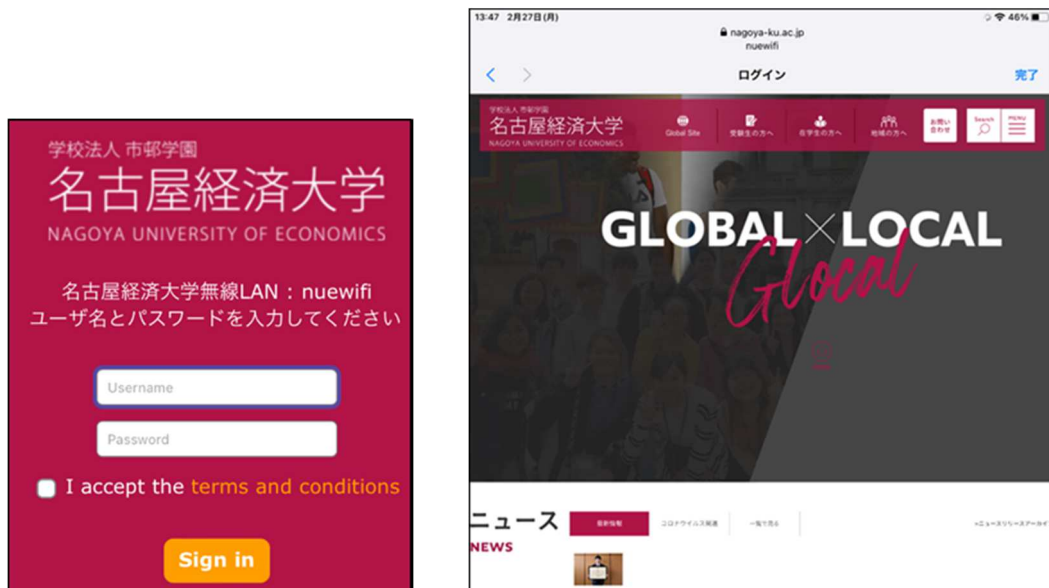 学校法人 市邨学園
名古屋経済大学
NAGOYA UNIVERSITY OF ECONOMICS
名古屋経済大学無線LAN : nuewifi
ユーザ名とパスワードを入力してください
Username
Password
I accept the terms and conditions
Sign in
13:47 2月27日(月)
46%
nagoya-ku.ac.jp
nuewifi
ログイン
完了
学校法人 市邨学園
名古屋経済大学
NAGOYA UNIVERSITY OF ECONOMICS
Global Site
受験生の方へ
在学生の方へ
地域の方へ
お問い
合わせ
Search
MENU
GLOBAL×LOCAL
Glocal
ニュース
NEWS
最新情報
コロナウイルス関連
一覧で見る